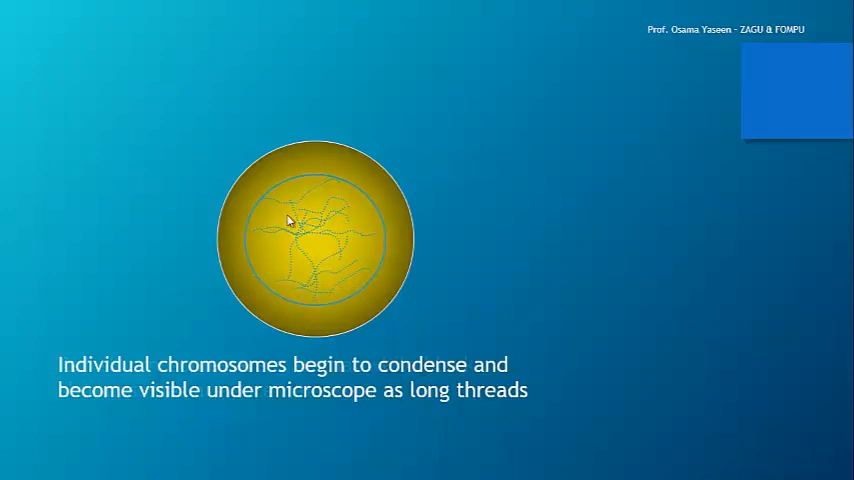 Prof. Osama Yaseen - ZAGU & FOMPU
Individual chromosomes begin to condense and
become visible under microscope as long threads